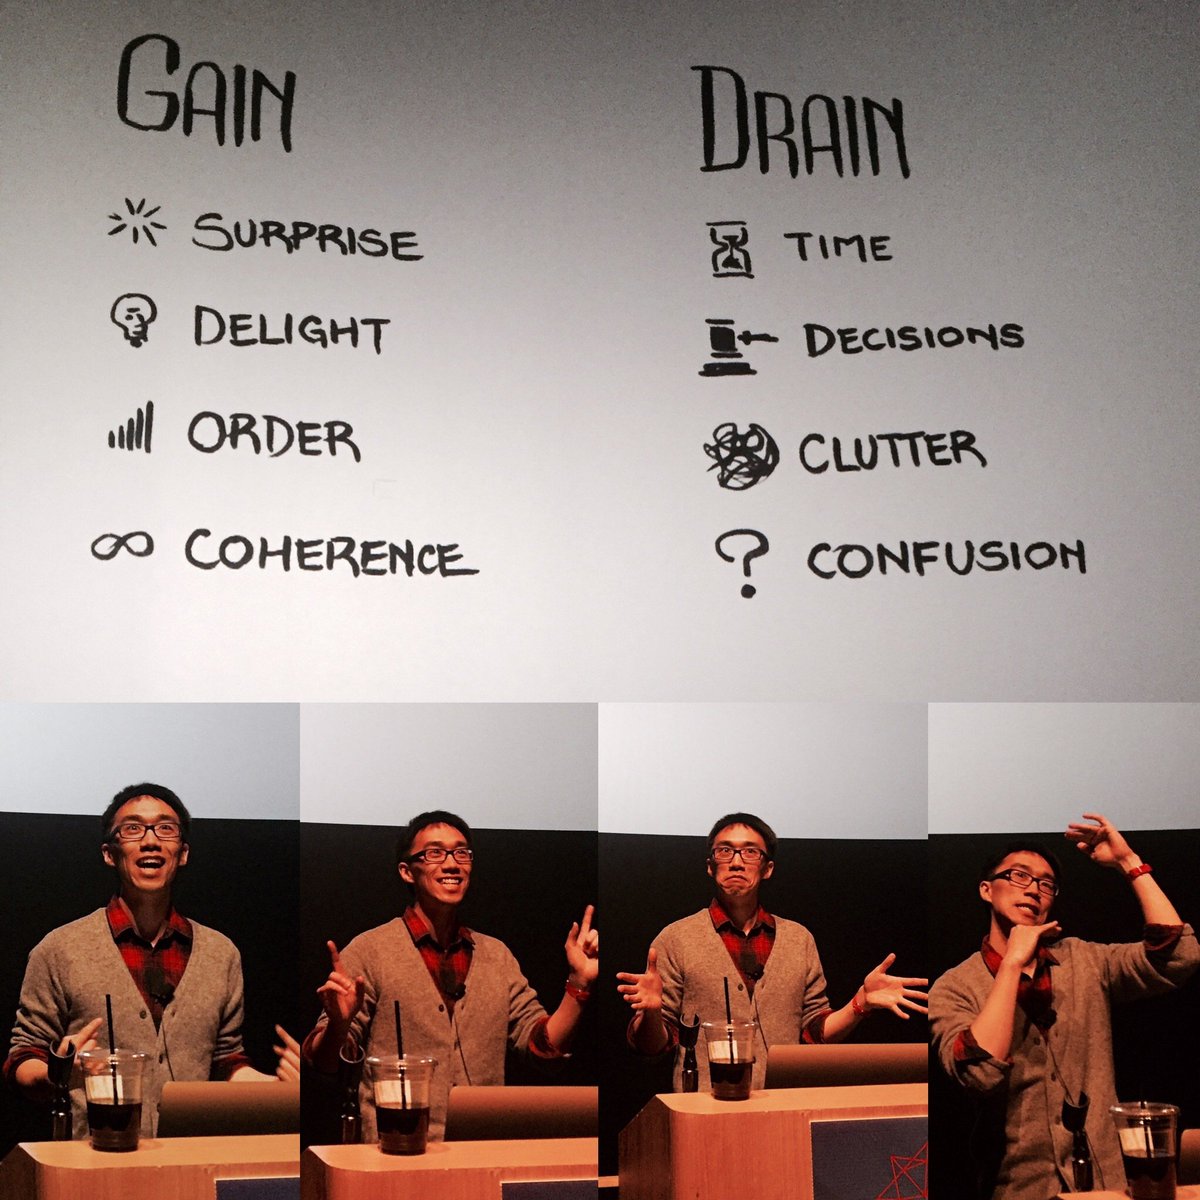 GAIN
SURPRISE
DELIGHT
ORDER
COHERENCE
DRAIN
TIME
DECISIONS
CLUTTER
CONFUSION